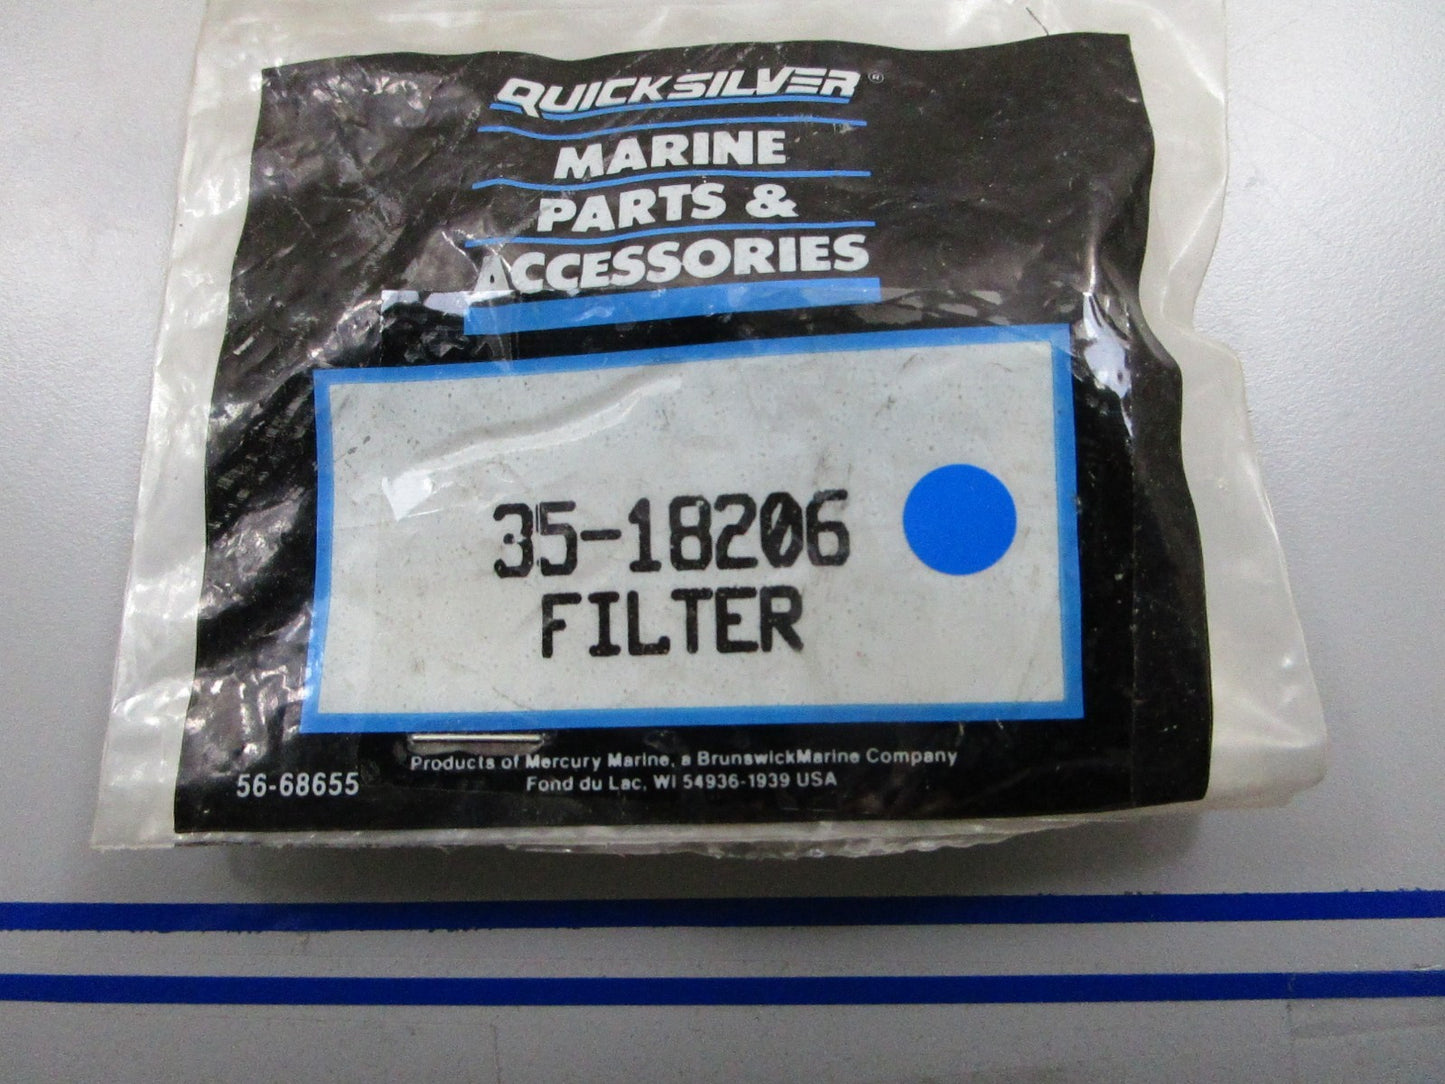 QUICKSILVER®
MARINE
PARTS &
ACCESSORIES
35-18206
FILTER
Products of Mercury Marine, a BrunswickMarine Company
Fond du Lac, WI 54936-1939 USA
56-68655